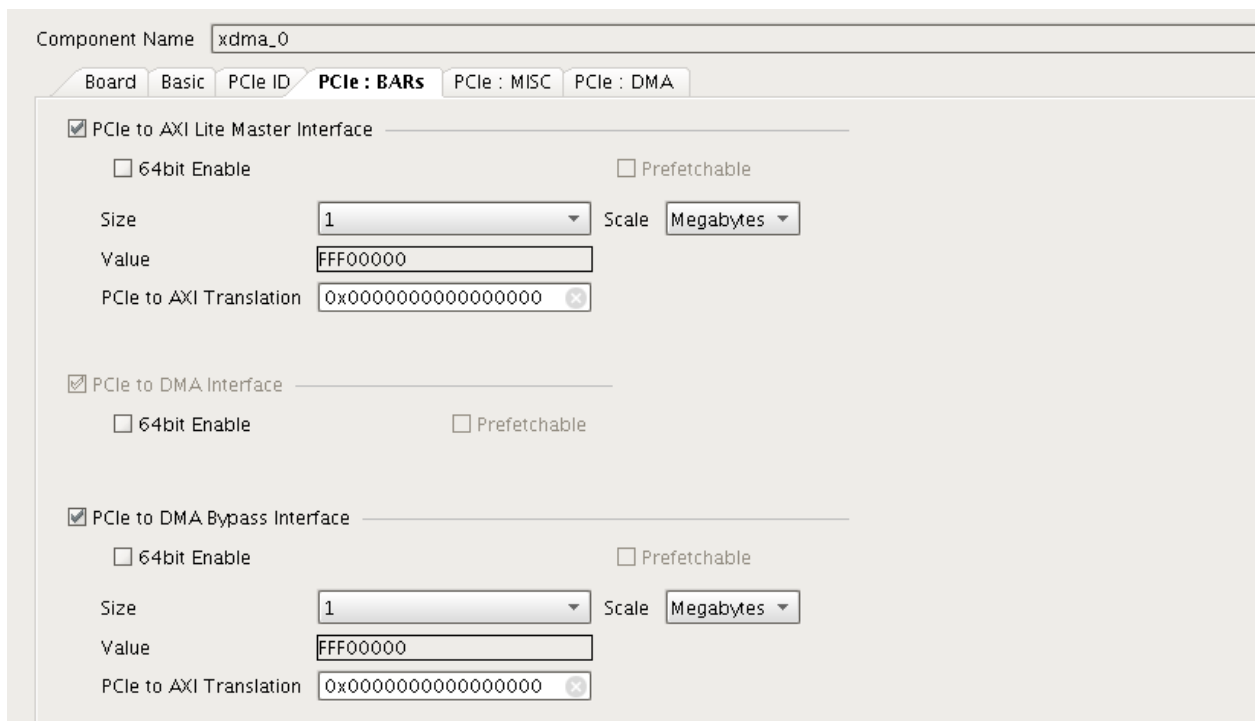 Component Name xdma_0
Board Basic PCIe ID PCIe : BARs PCIe : MISC PCIe : DMA
PCIe to AXI Lite Master Interface
64bit Enable Prefetchable
Size 1 Scale Megabytes
Value FFF00000
PCIe to AXI Translation 0x0000000000000000
PCIe to DMA Interface
64bit Enable Prefetchable
PCIe to DMA Bypass Interface
64bit Enable Prefetchable
Size 1 Scale Megabytes
Value FFF00000
PCIe to AXI Translation 0x0000000000000000